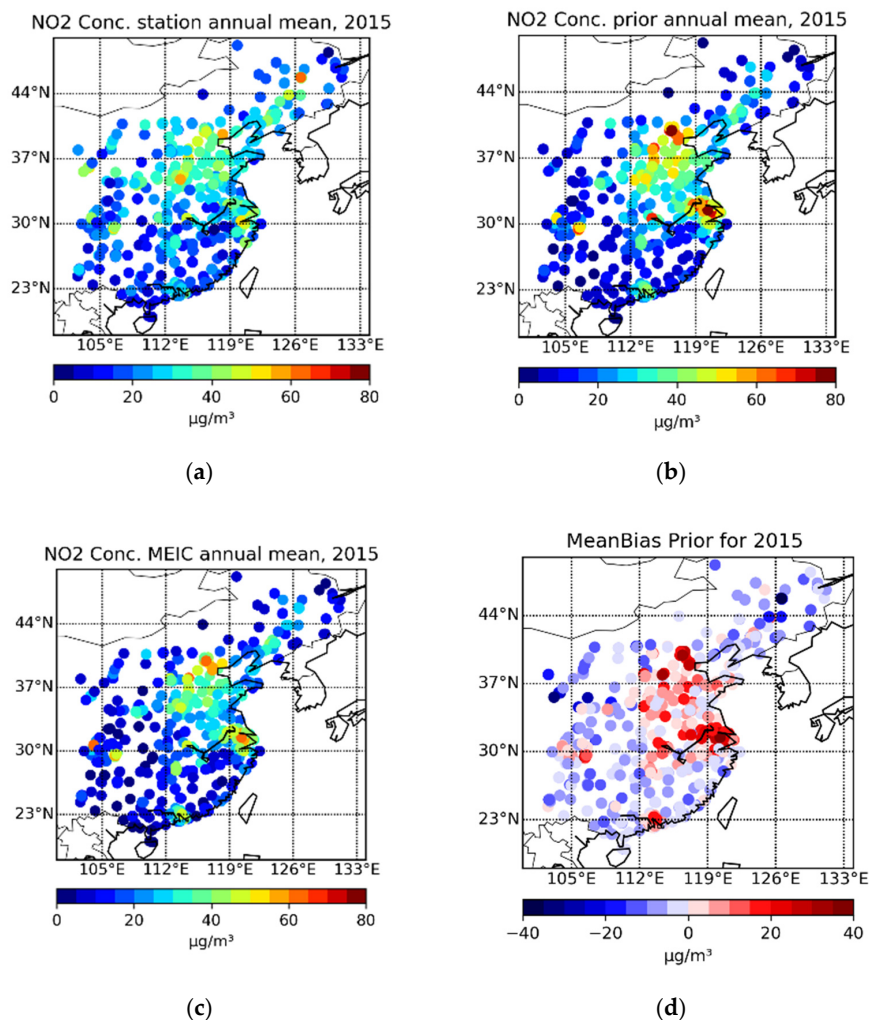 NO2 Conc. station annual mean, 2015
44°N
37°N
30°N
23°N
105°E 112°E 119°E 126°E 133°E
0 20 40 60 80
µg/m³
(a)
NO2 Conc. prior annual mean, 2015
44°N
37°N
30°N
23°N
105°E 112°E 119°E 126°E 133°E
0 20 40 60 80
µg/m³
(b)
NO2 Conc. MEIC annual mean, 2015
44°N
37°N
30°N
23°N
105°E 112°E 119°E 126°E 133°E
0 20 40 60 80
µg/m³
(c)
MeanBias Prior for 2015
44°N
37°N
30°N
23°N
105°E 112°E 119°E 126°E 133°E
−40 −20 0 20 40
µg/m³
(d)